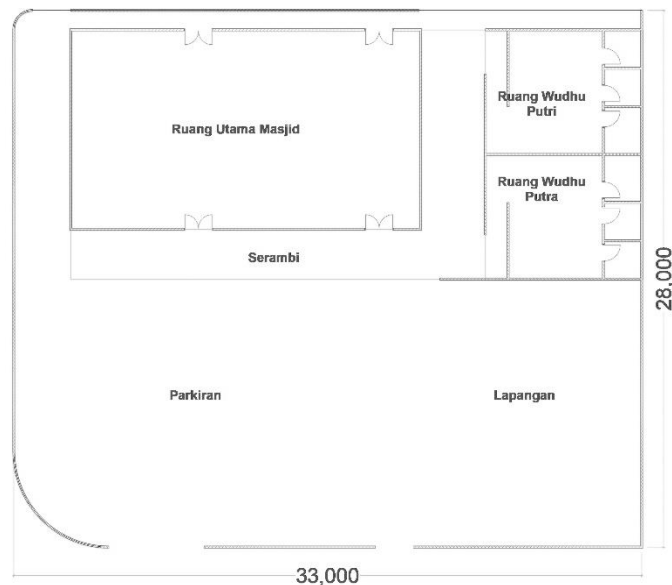 Ruang Utama Masjid
Ruang Wudhu
Putri
Ruang Wudhu
Putra
Serambi
28,000
Parkiran
Lapangan
33,000